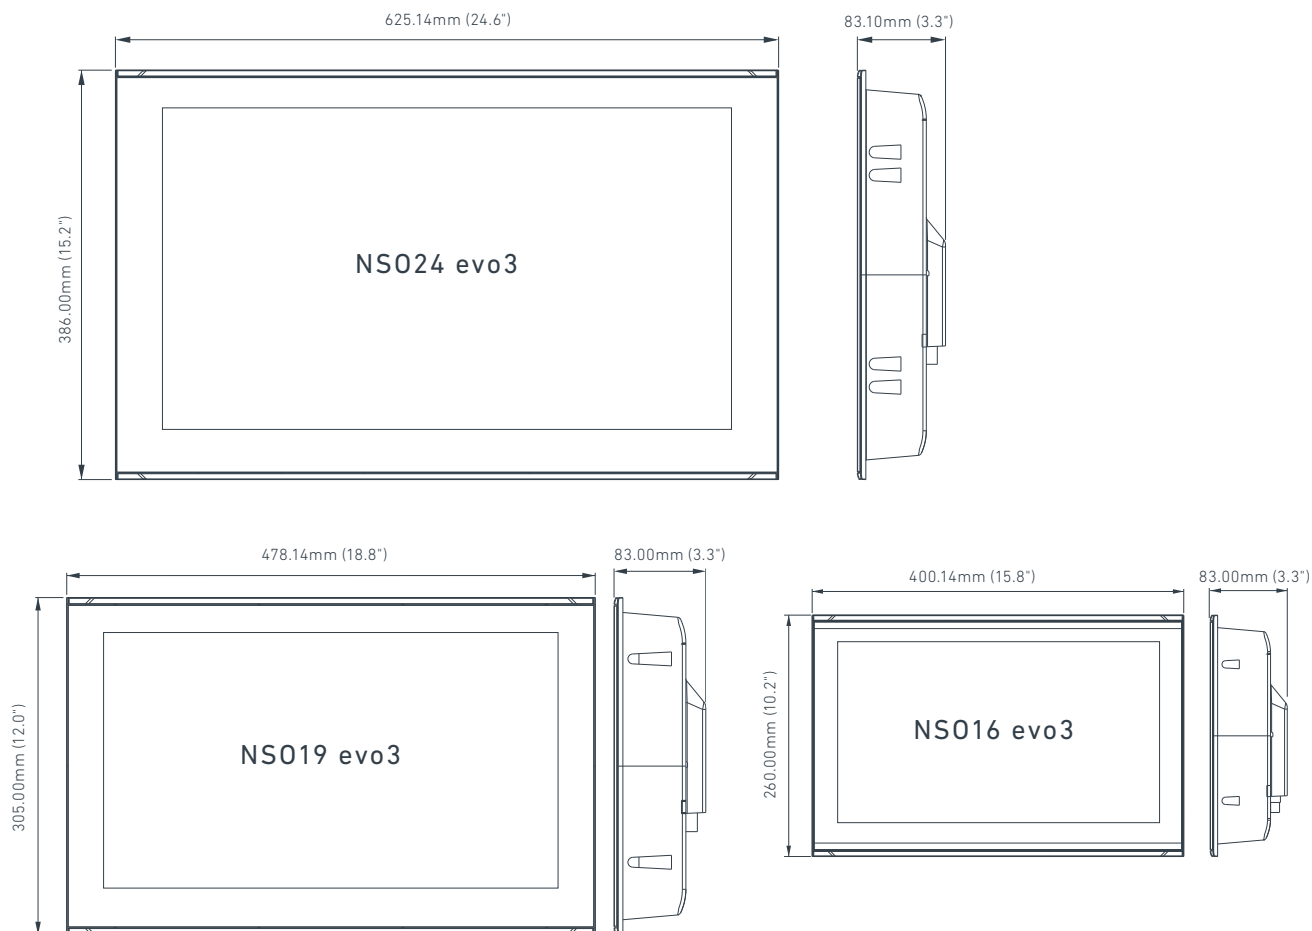 625.14mm (24.6")
83.10mm (3.3")
386.00mm (15.2")
NSO24 evo3
478.14mm (18.8")
83.00mm (3.3")
400.14mm (15.8")
83.00mm (3.3")
305.00mm (12.0")
NSO19 evo3
260.00mm (10.2")
NSO16 evo3